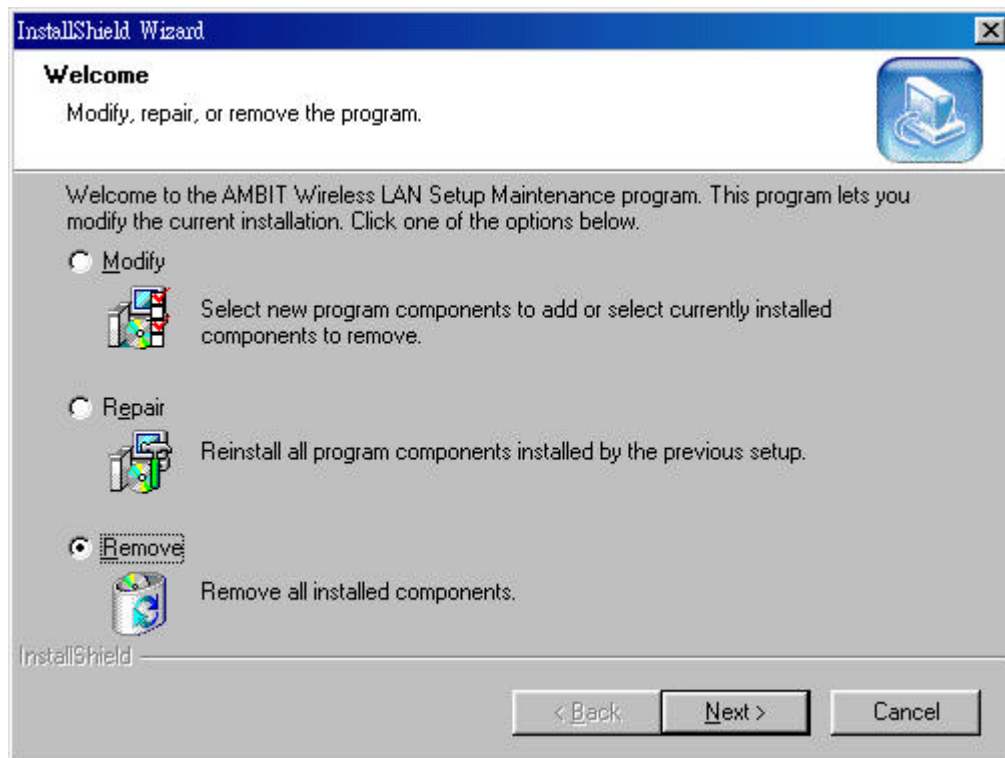 InstallShield Wizard
Welcome
Modify, repair, or remove the program.
Welcome to the AMBIT Wireless LAN Setup Maintenance program. This program lets you
modify the current installation. Click one of the options below.
Modify
Select new program components to add or select currently installed
components to remove.
Repair
Reinstall all program components installed by the previous setup.
Remove
Remove all installed components.
InstallShield
< Back
Next >
Cancel